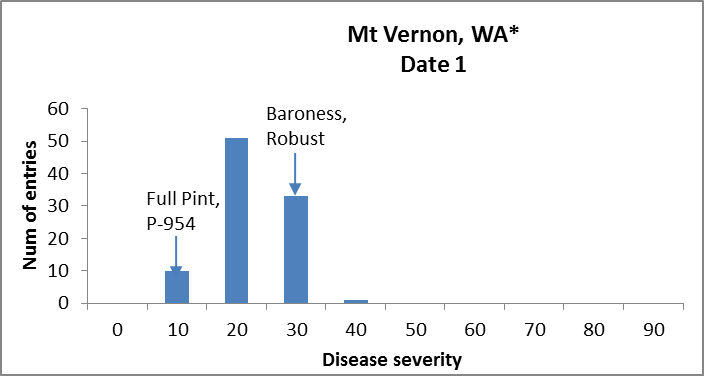 Mt Vernon, WA*
Date 1
Num of entries
60
50
40
30
20
10
0
Baroness,
Robust
Full Pint,
P-954
0 10 20 30 40 50 60 70 80 90
Disease severity